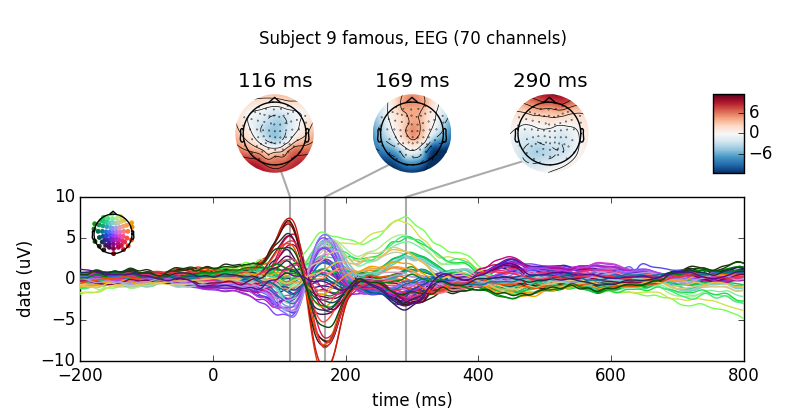 Subject 9 famous, EEG (70 channels)
116 ms
169 ms
290 ms
6
0
−6
10
5
0
−5
−10
data (uV)
−200
0
200
400
600
800
time (ms)